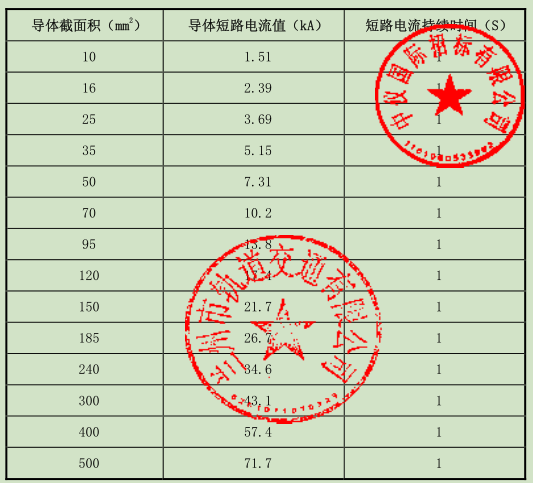 导体截面积（mm²） 导体短路电流值（kA） 短路电流持续时间（S）
10 1.51 1
16 2.39 1
25 3.69 1
35 5.15 1
50 7.31 1
70 10.2 1
95 13.8 1
120 1
150 21.7 1
185 26. 1
240 34.6 1
300 43.1 1
400 57.4 1
500 71.7 1
中仪国际招标有限公司
兰州市轨道交通有限公司